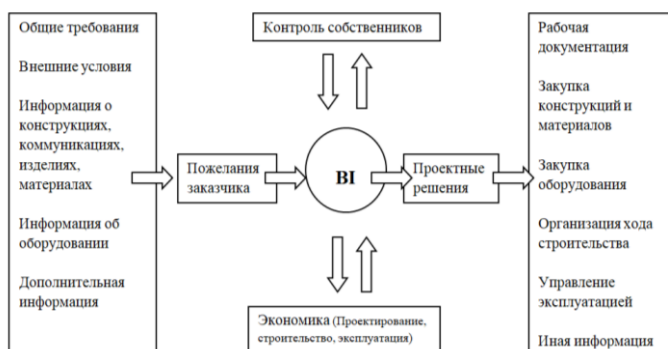 Общие требования
Внешние условия
Информация о
конструкциях,
коммуникациях,
изделиях,
материалах
Информация об
оборудовании
Дополнительная
информация
Пожелания
заказчика
Контроль собственников
BI
Экономика (Проектирование,
строительство, эксплуатация)
Проектные
решения
Рабочая
документация
Закупка
конструкций и
материалов
Закупка
оборудования
Организация хода
строительства
Управление
эксплуатацией
Иная информация